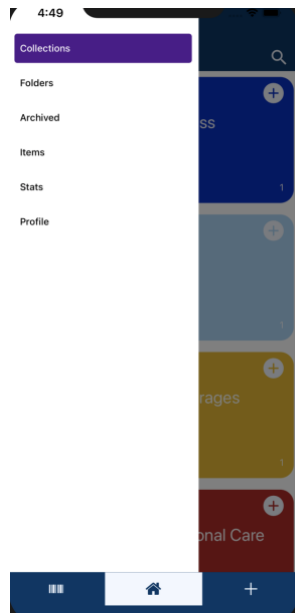 4:49
Collections
Folders
Archived
Items
Stats
Profile
ss
1
1
rages
1
onal Care